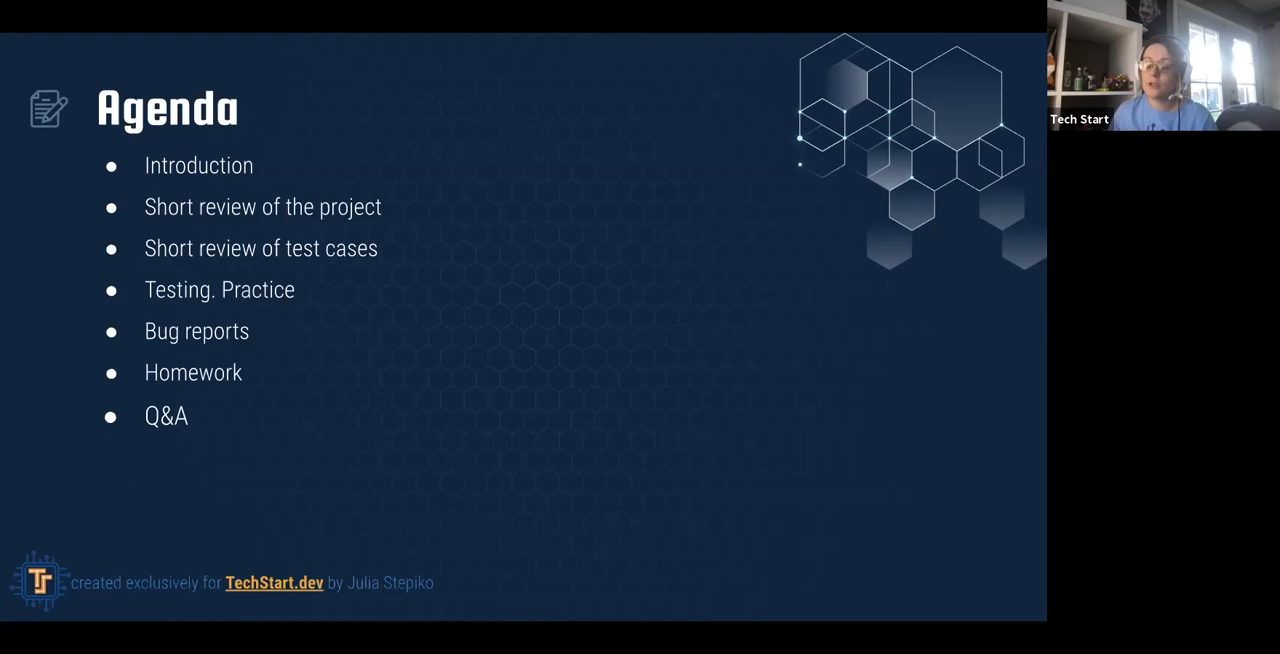 Agenda
Introduction
Short review of the project
Short review of test cases
Testing. Practice
Bug reports
Homework
Q&A
TS created exclusively for TechStart.dev by Julia Stepiko
Tech Start